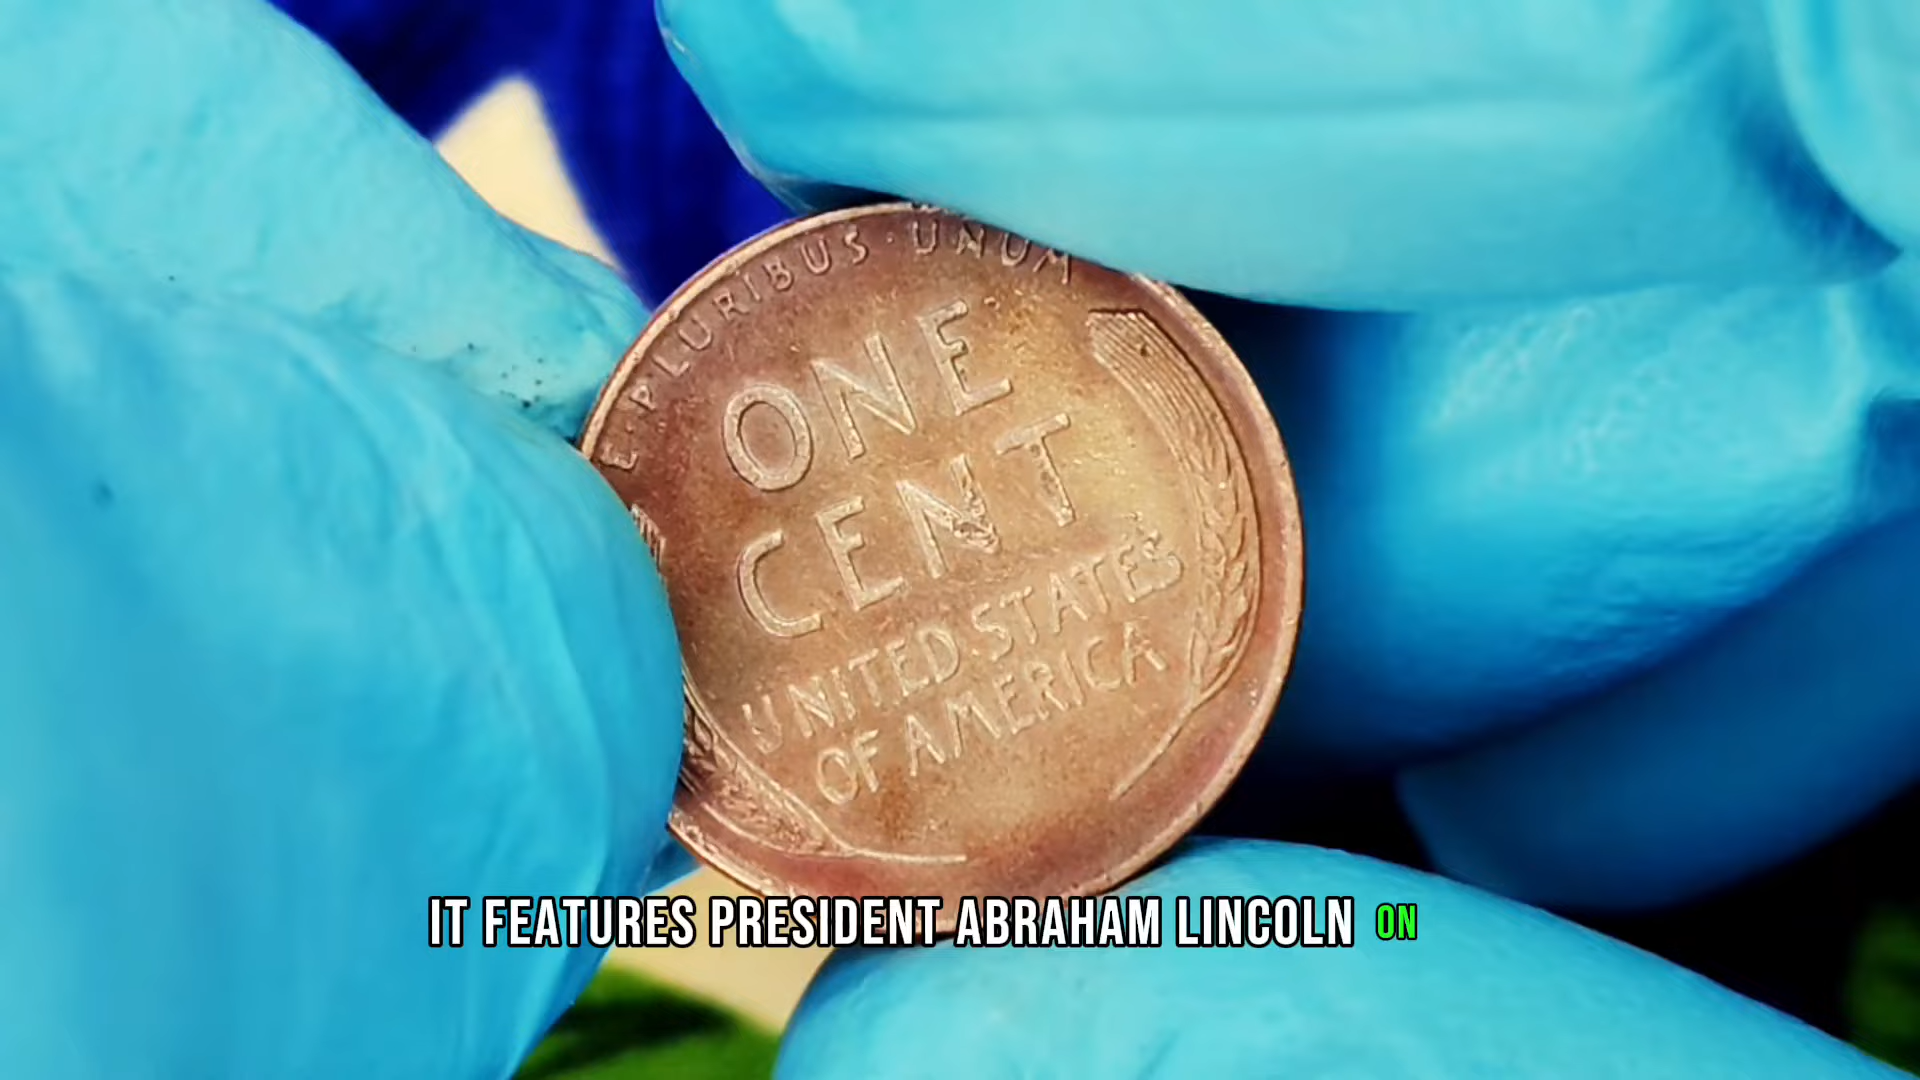 E · PLURIBUS · UNUM
ONE
CENT
UNITED·STATES
OF AMERICA
IT FEATURES PRESIDENT ABRAHAM LINCOLN ON